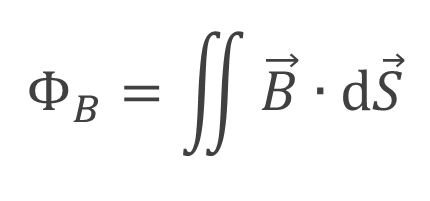 Φ_B = ∬ B⃗ · dS⃗